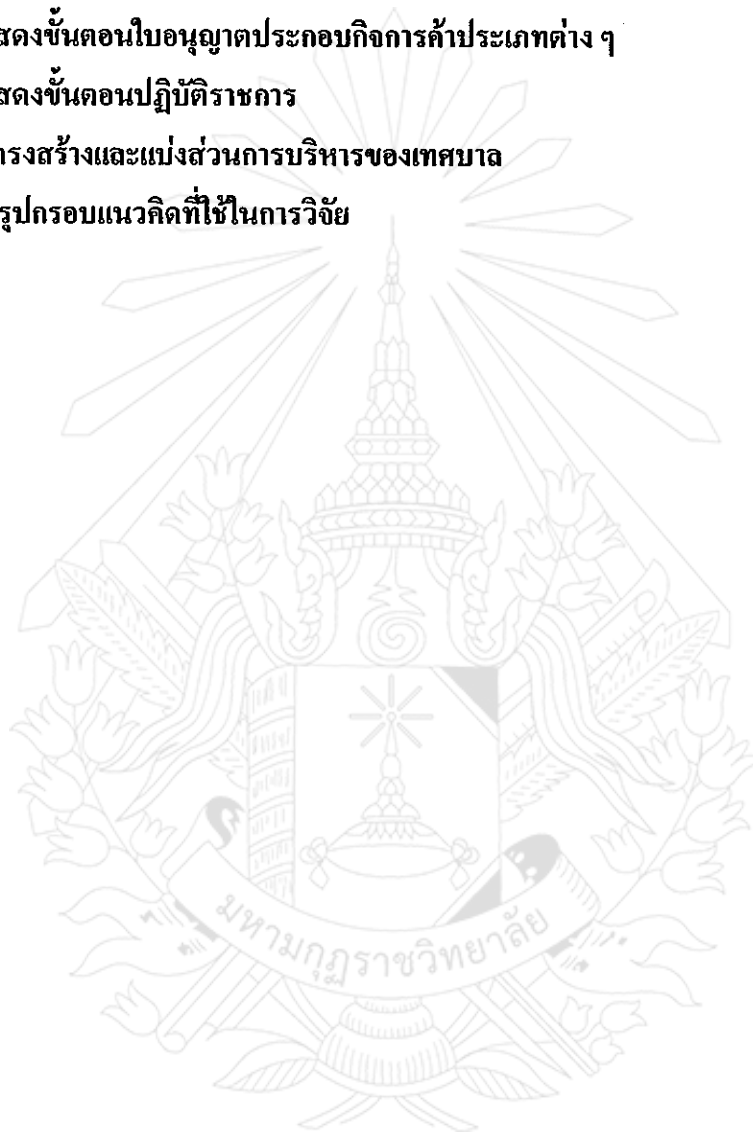 สดงขั้นตอนใบอนุญาตประกอบกิจการค้าประเภทต่าง ๆ
สดงขั้นตอนปฏิบัติราชการ
ครงสร้างและแบ่งส่วนการบริหารของเทศบาล
รุปกรอบแนวคิดที่ใช้ในการวิจัย
มหามกุฏราชวิทยาลัย